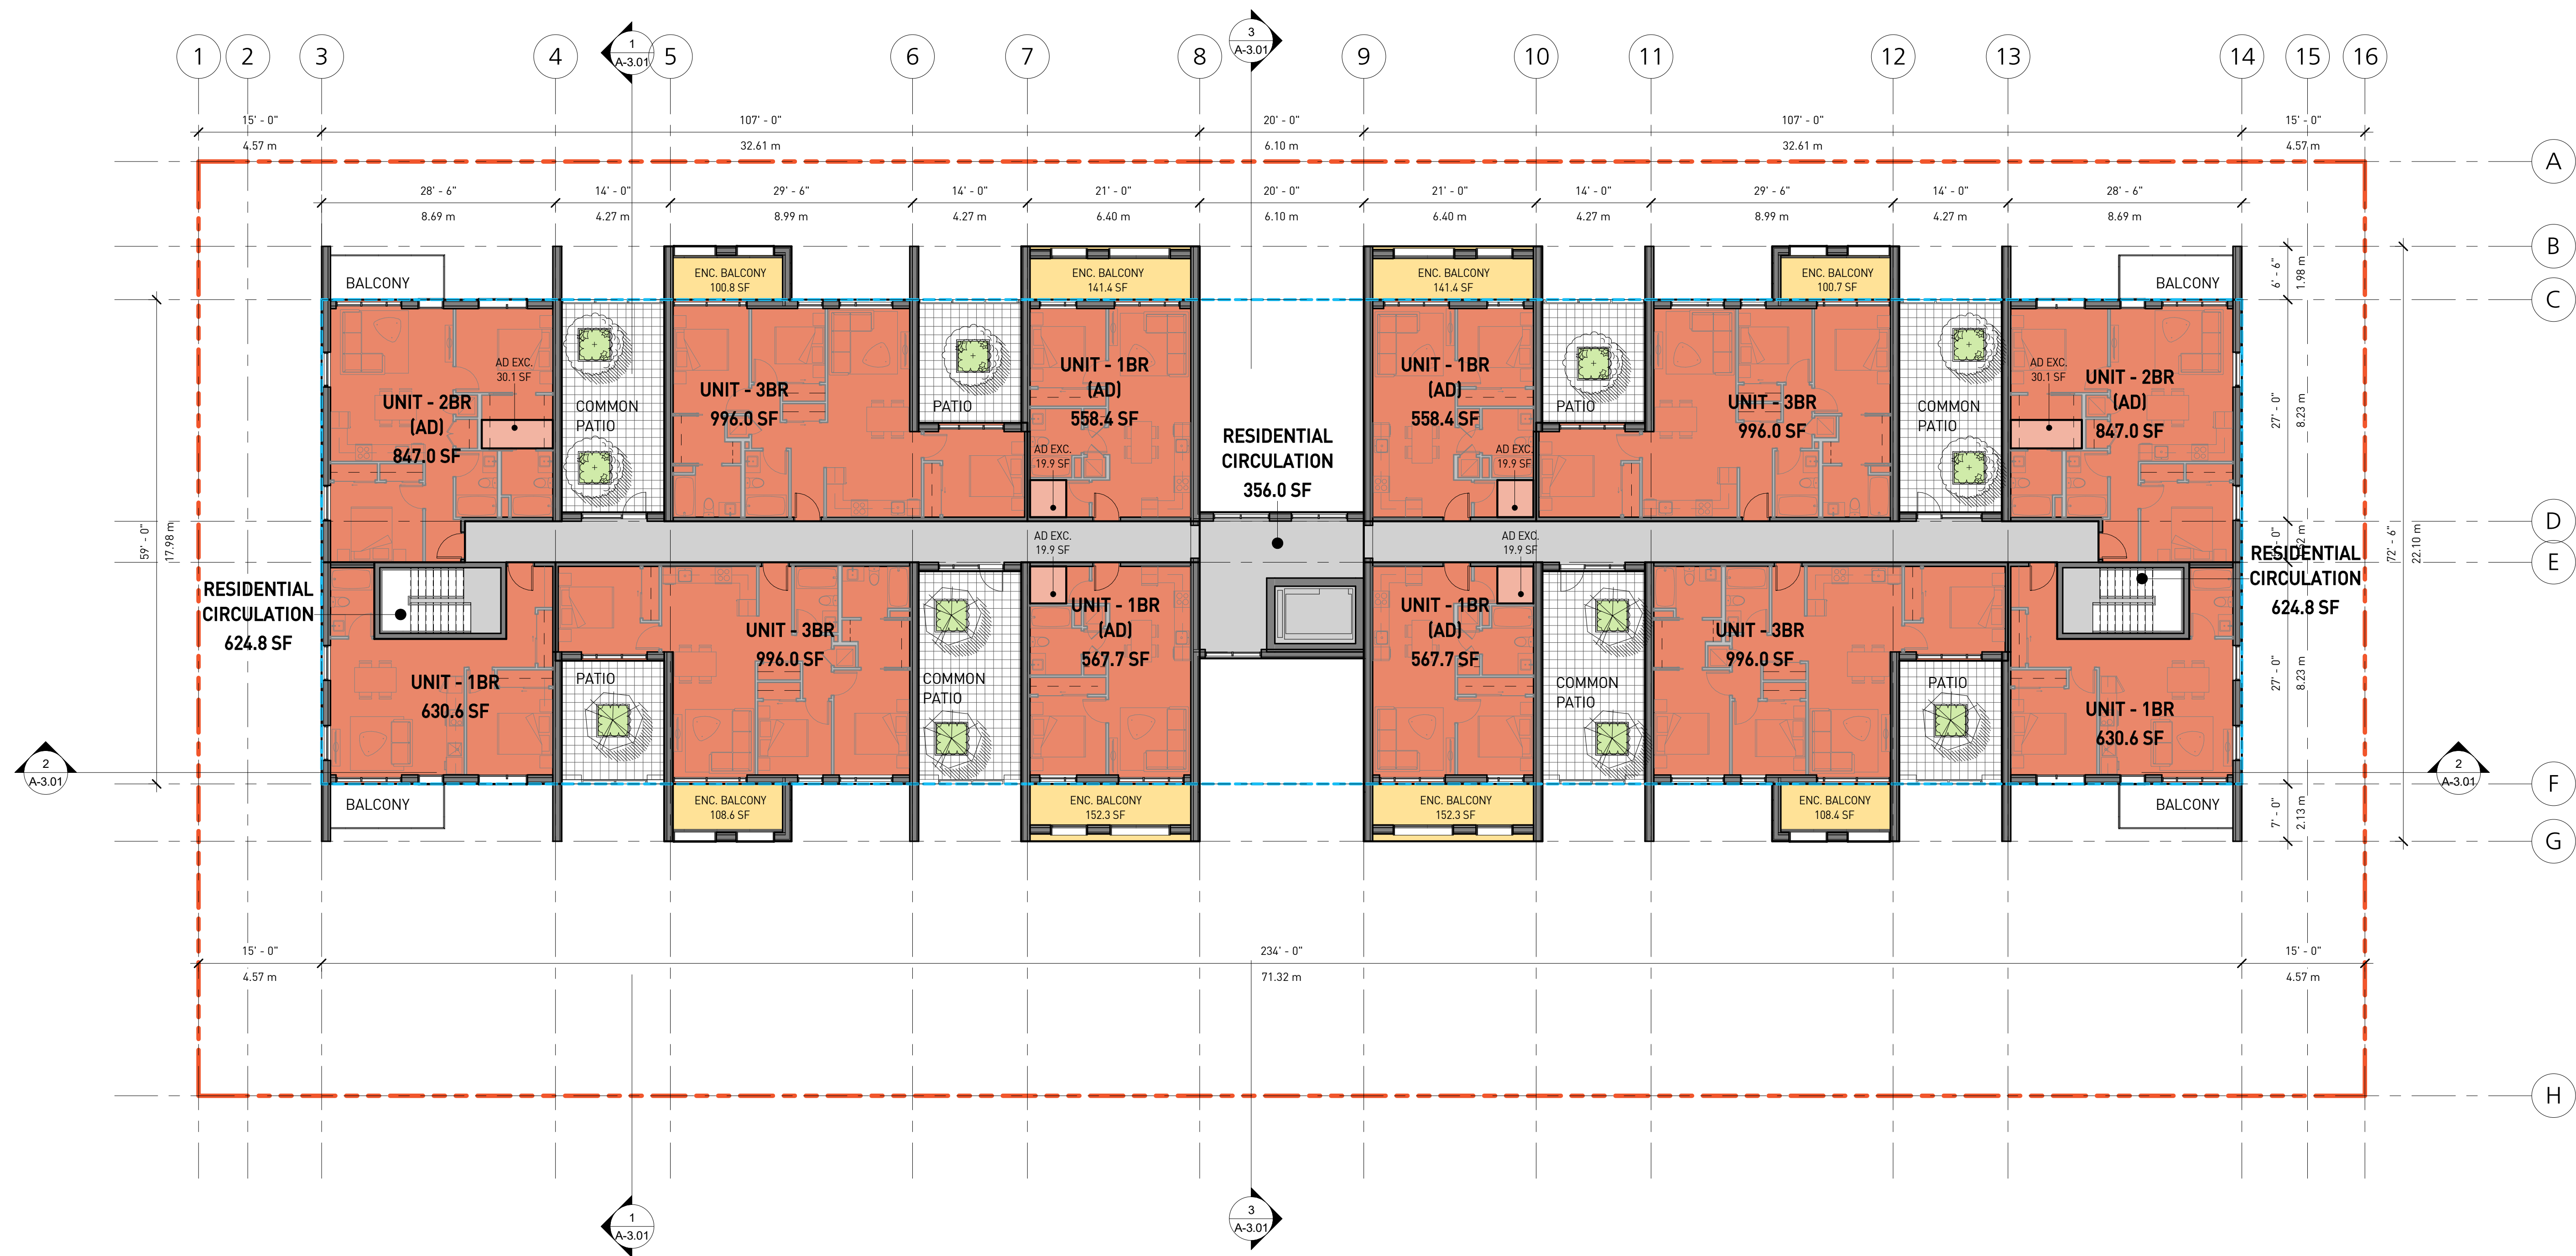 1
2
3
4
1
A-3.01
5
6
7
8
3
A-3.01
9
10
11
12
13
14
15
16
15' - 0"
107' - 0"
20' - 0"
107' - 0"
15' - 0"
4.57 m
32.61 m
6.10 m
32.61 m
4.57 m
A
28' - 6"
14' - 0"
29' - 6"
14' - 0"
21' - 0"
20' - 0"
21' - 0"
14' - 0"
29' - 6"
14' - 0"
28' - 6"
8.69 m
4.27 m
8.99 m
4.27 m
6.40 m
6.10 m
6.40 m
4.27 m
8.99 m
4.27 m
8.69 m
B
BALCONY
ENC. BALCONY
100.8 SF
ENC. BALCONY
141.4 SF
ENC. BALCONY
141.4 SF
ENC. BALCONY
100.7 SF
BALCONY
6' - 6"
1.98 m
C
AD EXC.
30.1 SF
UNIT - 2BR
(AD)
847.0 SF
COMMON
PATIO
UNIT - 3BR
996.0 SF
PATIO
UNIT - 1BR
(AD)
558.4 SF
AD EXC.
19.9 SF
RESIDENTIAL
CIRCULATION
356.0 SF
UNIT - 1BR
(AD)
558.4 SF
AD EXC.
19.9 SF
PATIO
UNIT - 3BR
996.0 SF
COMMON
PATIO
AD EXC.
30.1 SF
UNIT - 2BR
(AD)
847.0 SF
27' - 0"
8.23 m
D
59' - 0"
17.98 m
AD EXC.
19.9 SF
AD EXC.
19.9 SF
72' - 6"
22.10 m
E
RESIDENTIAL
CIRCULATION
624.8 SF
RESIDENTIAL
CIRCULATION
624.8 SF
UNIT - 1BR
630.6 SF
PATIO
UNIT - 3BR
996.0 SF
COMMON
PATIO
UNIT - 1BR
(AD)
567.7 SF
UNIT - 1BR
(AD)
567.7 SF
COMMON
PATIO
UNIT - 3BR
996.0 SF
PATIO
UNIT - 1BR
630.6 SF
27' - 0"
8.23 m
2
A-3.01
2
A-3.01
F
BALCONY
ENC. BALCONY
108.6 SF
ENC. BALCONY
152.3 SF
ENC. BALCONY
152.3 SF
ENC. BALCONY
108.4 SF
BALCONY
7' - 0"
2.13 m
G
15' - 0"
234' - 0"
15' - 0"
4.57 m
71.32 m
4.57 m
H
1
A-3.01
3
A-3.01